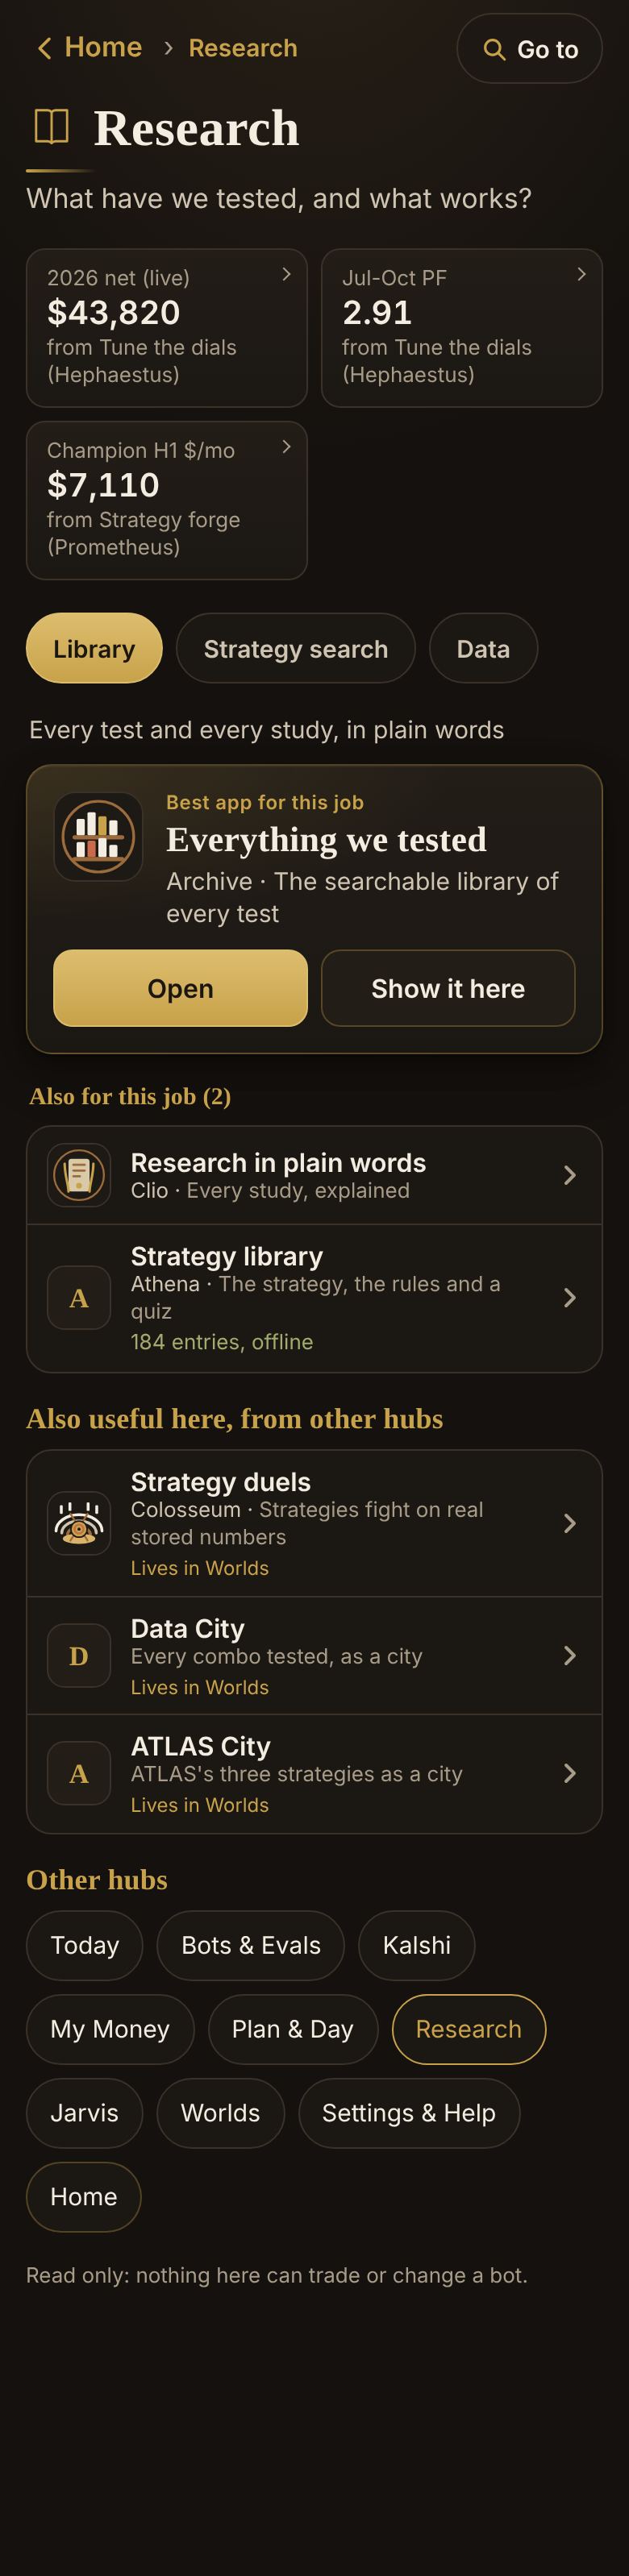 Home › Research
Go to
Research
What have we tested, and what works?
2026 net (live)
$43,820
from Tune the dials
(Hephaestus)
Jul-Oct PF
2.91
from Tune the dials
(Hephaestus)
Champion H1 $/mo
$7,110
from Strategy forge
(Prometheus)
Library
Strategy search
Data
Every test and every study, in plain words
Best app for this job
Everything we tested
Archive · The searchable library of
every test
Open
Show it here
Also for this job (2)
Research in plain words
Clio · Every study, explained
A
Strategy library
Athena · The strategy, the rules and a
quiz
184 entries, offline
Also useful here, from other hubs
Strategy duels
Colosseum · Strategies fight on real
stored numbers
Lives in Worlds
D
Data City
Every combo tested, as a city
Lives in Worlds
A
ATLAS City
ATLAS's three strategies as a city
Lives in Worlds
Other hubs
Today
Bots & Evals
Kalshi
My Money
Plan & Day
Research
Jarvis
Worlds
Settings & Help
Home
Read only: nothing here can trade or change a bot.